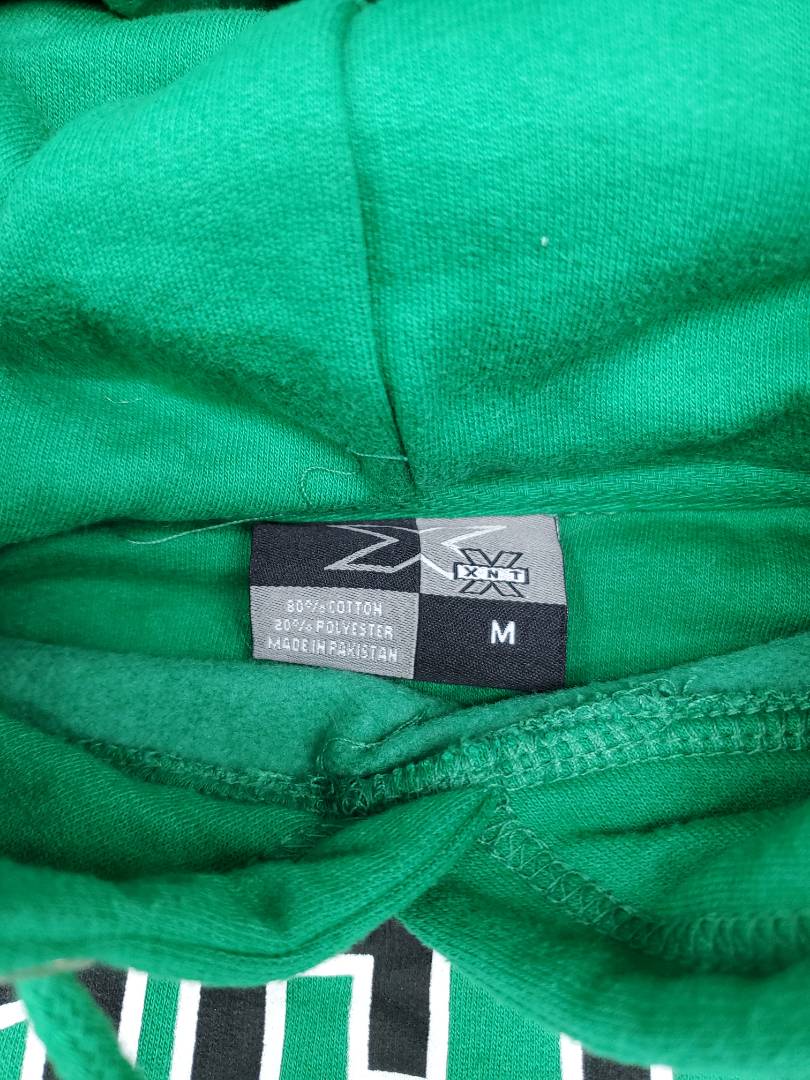 XNT
80% COTTON
20% POLYESTER
MADE IN PAKISTAN
M